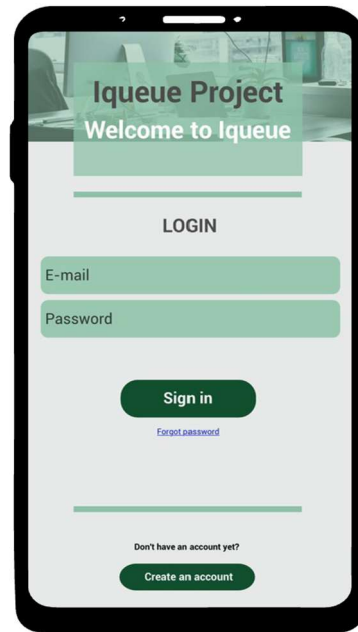 Iqueue Project
Welcome to Iqueue
LOGIN
E-mail
Password
Sign in
Forgot password
Don't have an account yet?
Create an account